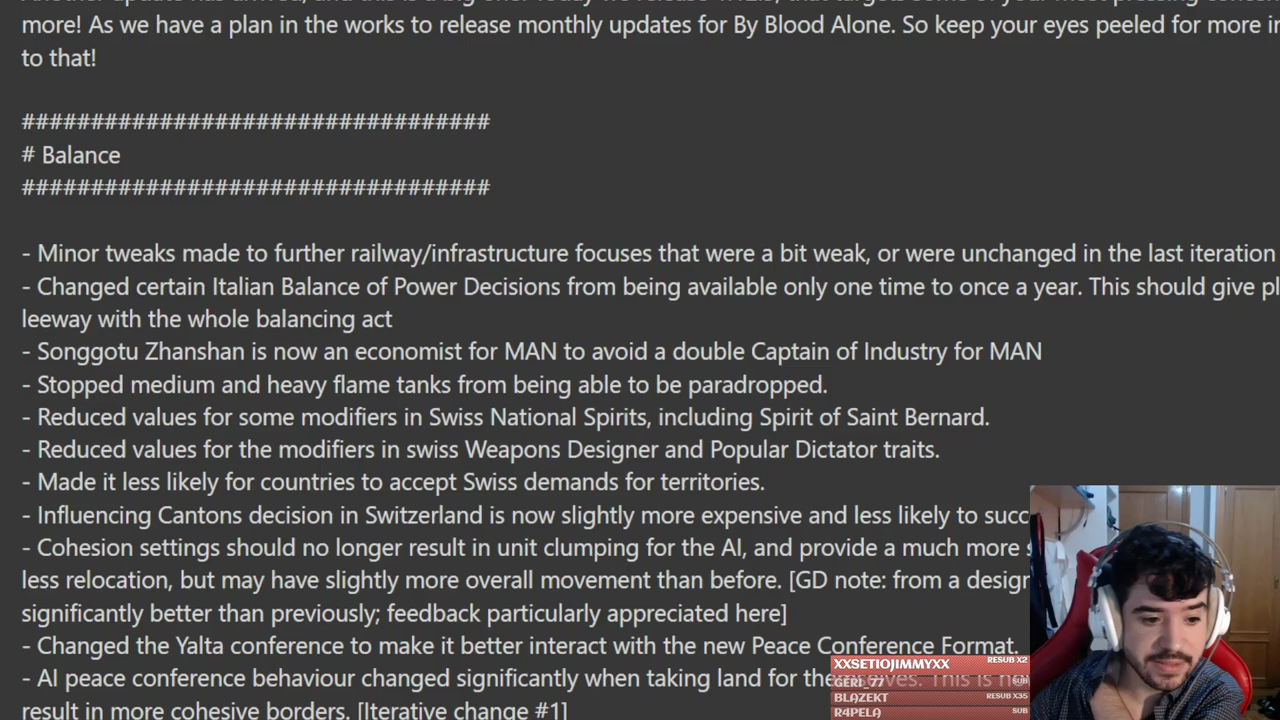 more! As we have a plan in the works to release monthly updates for By Blood Alone. So keep your eyes peeled for more
to that!
##################################
# Balance
##################################
- Minor tweaks made to further railway/infrastructure focuses that were a bit weak, or were unchanged in the last iteration
- Changed certain Italian Balance of Power Decisions from being available only one time to once a year. This should give
leeway with the whole balancing act
- Songgotu Zhanshan is now an economist for MAN to avoid a double Captain of Industry for MAN
- Stopped medium and heavy flame tanks from being able to be paradropped.
- Reduced values for some modifiers in Swiss National Spirits, including Spirit of Saint Bernard.
- Reduced values for the modifiers in swiss Weapons Designer and Popular Dictator traits.
- Made it less likely for countries to accept Swiss demands for territories.
- Influencing Cantons decision in Switzerland is now slightly more expensive and less likely to succ
- Cohesion settings should no longer result in unit clumping for the AI, and provide a much more
less relocation, but may have slightly more overall movement than before. [GD note: from a design
significantly better than previously; feedback particularly appreciated here]
- Changed the Yalta conference to make it better interact with the new Peace Conference Format.
XXSETIOJIMMYXX RESUB X2
- AI peace conference behaviour changed significantly when taking land for themselves. This is
GERI_77 SUB
BLAZEKT RESUB X35
result in more cohesive borders. [Iterative change #1]
R4PELA SUB